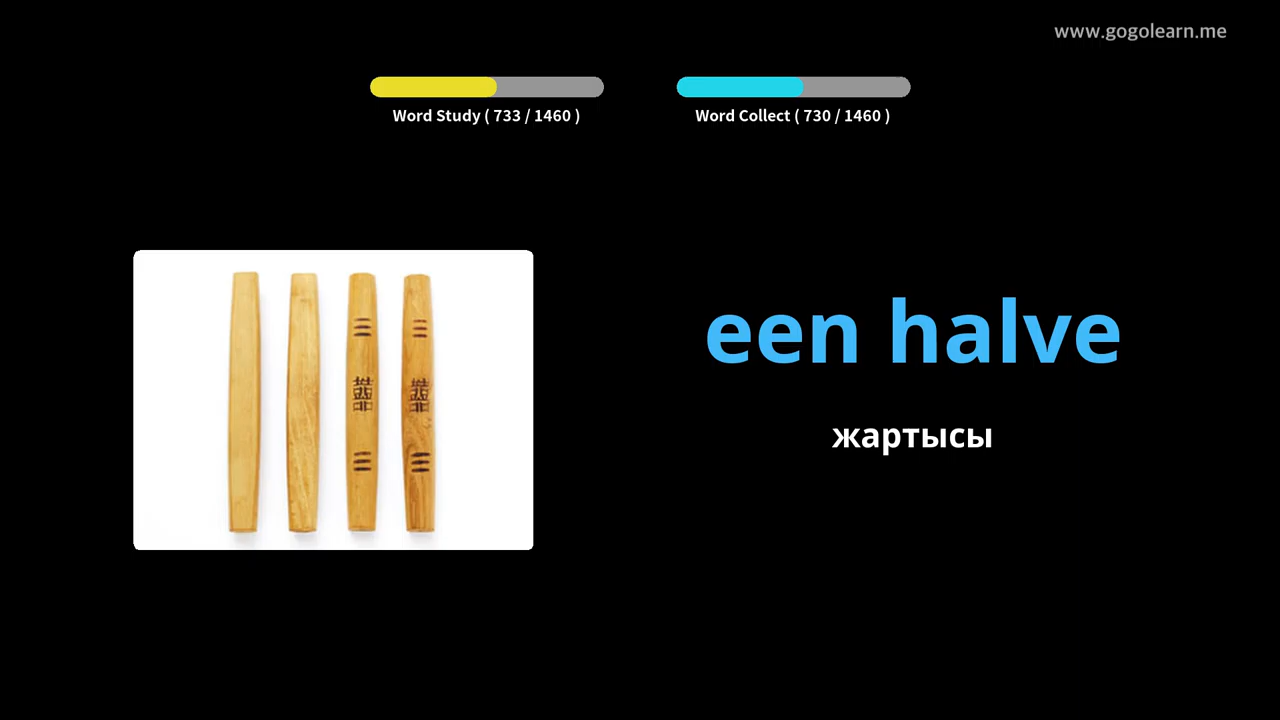 www.gogolearn.me
Word Study ( 733 / 1460 )
Word Collect ( 730 / 1460 )
een halve
жартысы